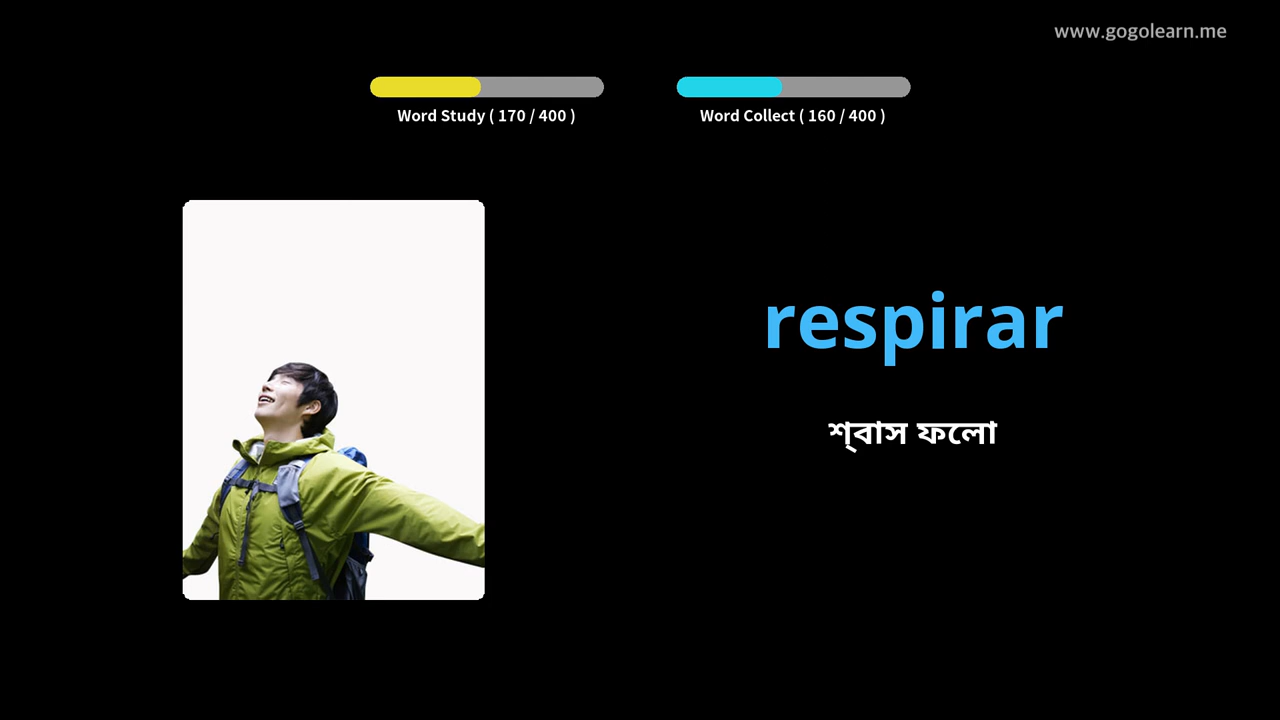 www.gogolearn.me
Word Study ( 170 / 400 )
Word Collect ( 160 / 400 )
respirar
শ্বাস ফলো